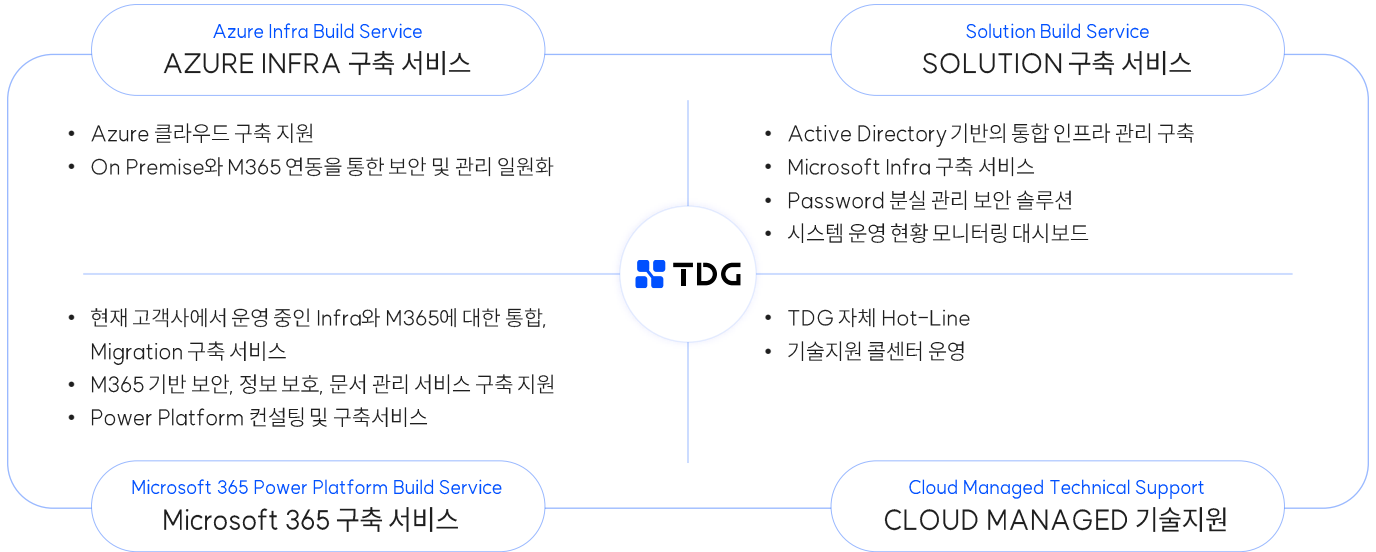 Azure Infra Build Service
AZURE INFRA 구축 서비스
• Azure 클라우드 구축 지원
• On Premise와 M365 연동을 통한 보안 및 관리 일원화
Solution Build Service
SOLUTION 구축 서비스
• Active Directory 기반의 통합 인프라 관리 구축
• Microsoft Infra 구축 서비스
• Password 분실 관리 보안 솔루션
• 시스템 운영 현황 모니터링 대시보드
TDG
• 현재 고객사에서 운영 중인 Infra와 M365에 대한 통합,
Migration 구축 서비스
• M365 기반 보안, 정보 보호, 문서 관리 서비스 구축 지원
• Power Platform 컨설팅 및 구축서비스
Microsoft 365 Power Platform Build Service
Microsoft 365 구축 서비스
• TDG 자체 Hot-Line
• 기술지원 콜센터 운영
Cloud Managed Technical Support
CLOUD MANAGED 기술지원